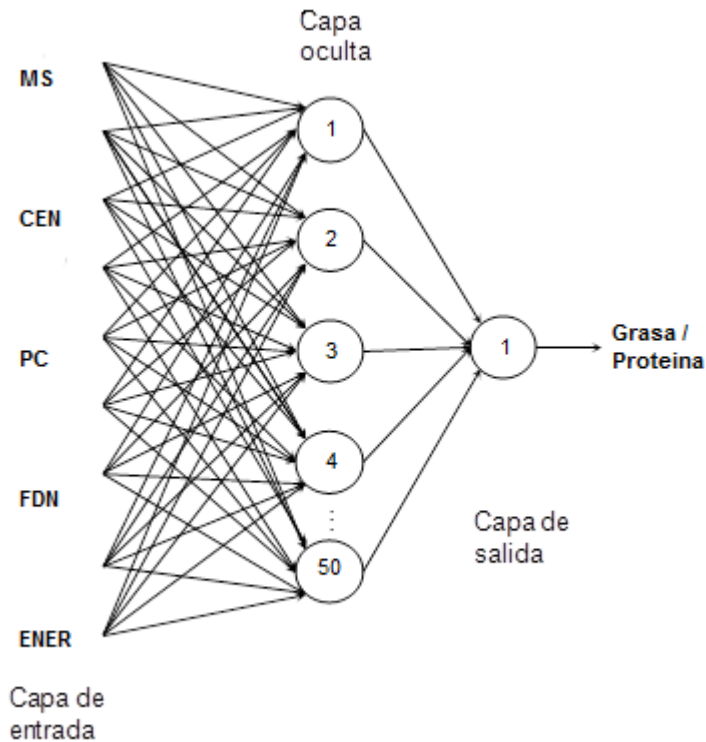 Capa
oculta
MS
CEN
PC
FDN
ENER
1
2
3
4
50
1
Grasa /
Proteina
Capa de
salida
Capa de
entrada